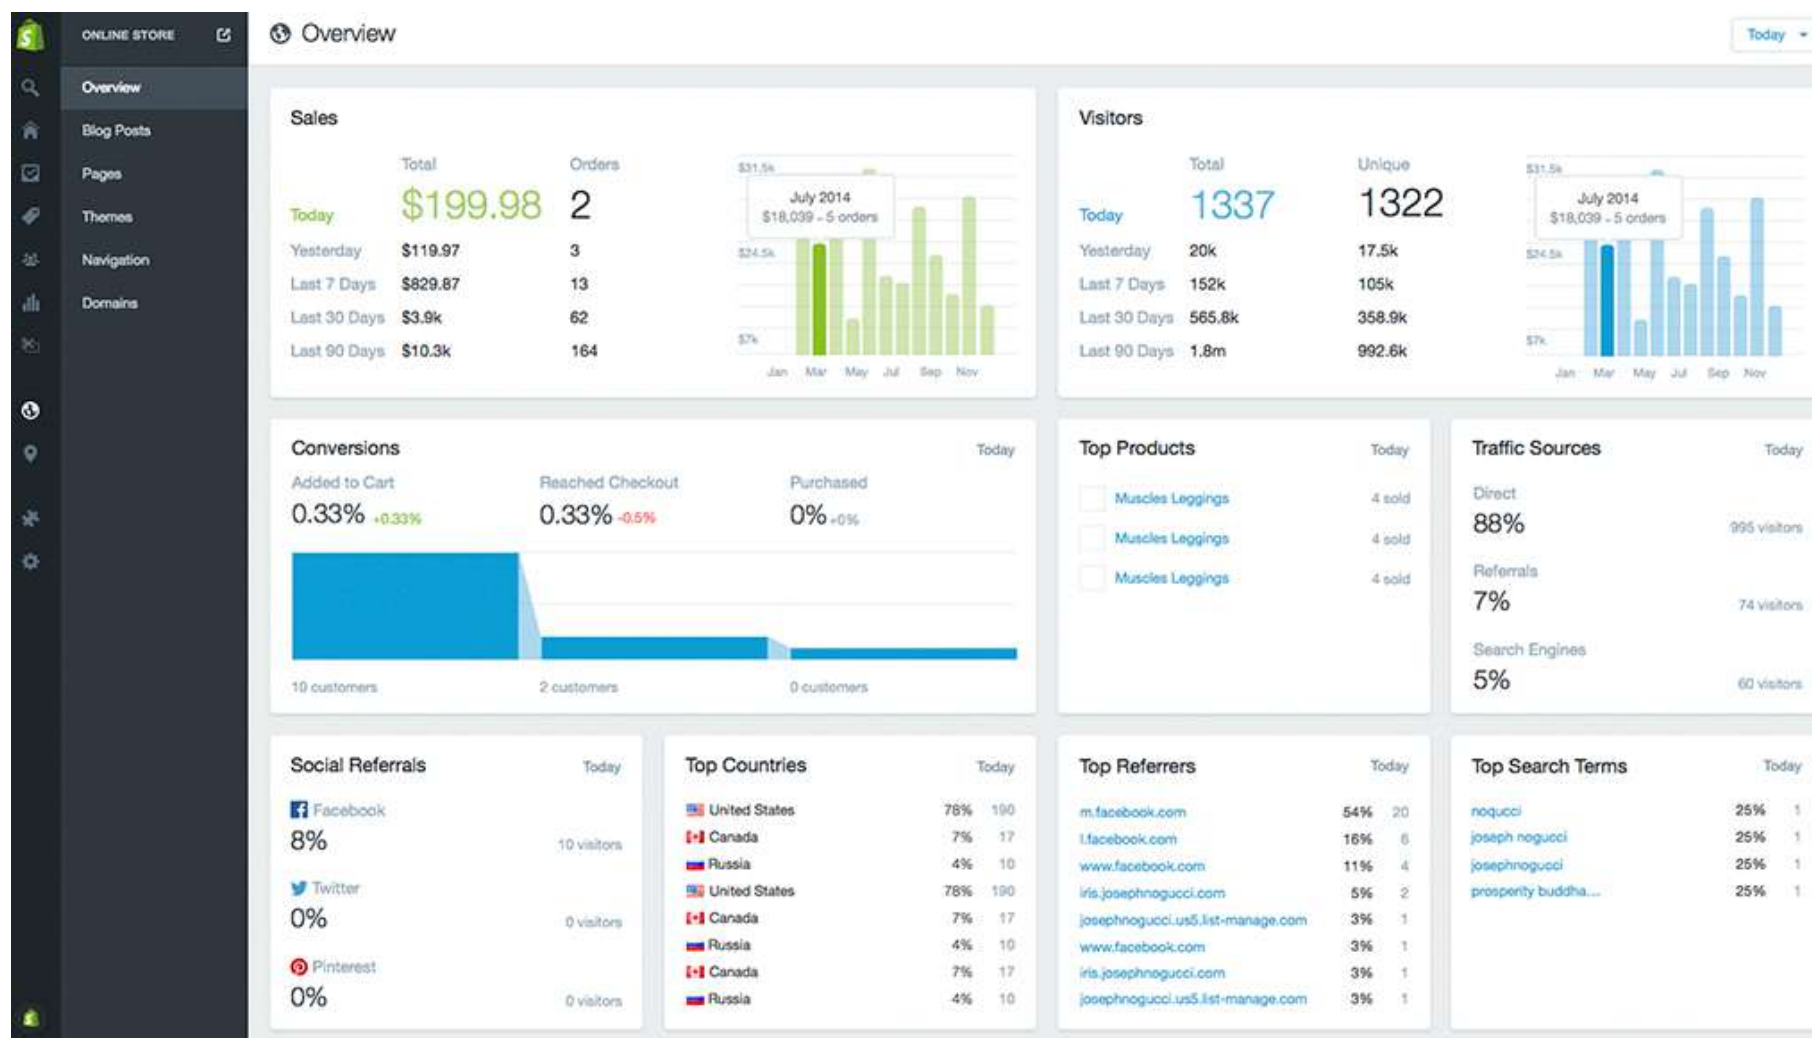 ONLINE STORE
Overview
Blog Posts
Pages
Themes
Navigation
Domains
Overview
Today
Sales
Total Orders
Today $199.98 2
Yesterday $119.97 3
Last 7 Days $829.87 13
Last 30 Days $3.9k 62
Last 90 Days $10.3k 164
$31.5k
July 2014
$18,039 - 5 orders
$24.5k
$7k
Jan Mar May Jul Sep Nov
Visitors
Total Unique
Today 1337 1322
Yesterday 20k 17.5k
Last 7 Days 152k 105k
Last 30 Days 565.8k 358.9k
Last 90 Days 1.8m 992.6k
$31.5k
July 2014
$18,039 - 5 orders
$24.5k
$7k
Jan Mar May Jul Sep Nov
Conversions Today
Added to Cart Reached Checkout Purchased
0.33% +0.33% 0.33% -0.5% 0% +0%
10 customers 2 customers 0 customers
Top Products Today
Muscles Leggings 4 sold
Muscles Leggings 4 sold
Muscles Leggings 4 sold
Traffic Sources Today
Direct
88% 995 visitors
Referrals
7% 74 visitors
Search Engines
5% 60 visitors
Social Referrals Today
Facebook
8% 10 visitors
Twitter
0% 0 visitors
Pinterest
0% 0 visitors
Top Countries Today
United States 78% 190
Canada 7% 17
Russia 4% 10
United States 78% 190
Canada 7% 17
Russia 4% 10
Canada 7% 17
Russia 4% 10
Top Referrers Today
m.facebook.com 54% 20
l.facebook.com 16% 6
www.facebook.com 11% 4
iris.josephnogucci.com 5% 2
josephnogucci.us5.list-manage.com 3% 1
www.facebook.com 3% 1
iris.josephnogucci.com 3% 1
josephnogucci.us5.list-manage.com 3% 1
Top Search Terms Today
noqucci 25% 1
joseph nogucci 25% 1
josephnogucci 25% 1
prosperity buddha... 25% 1